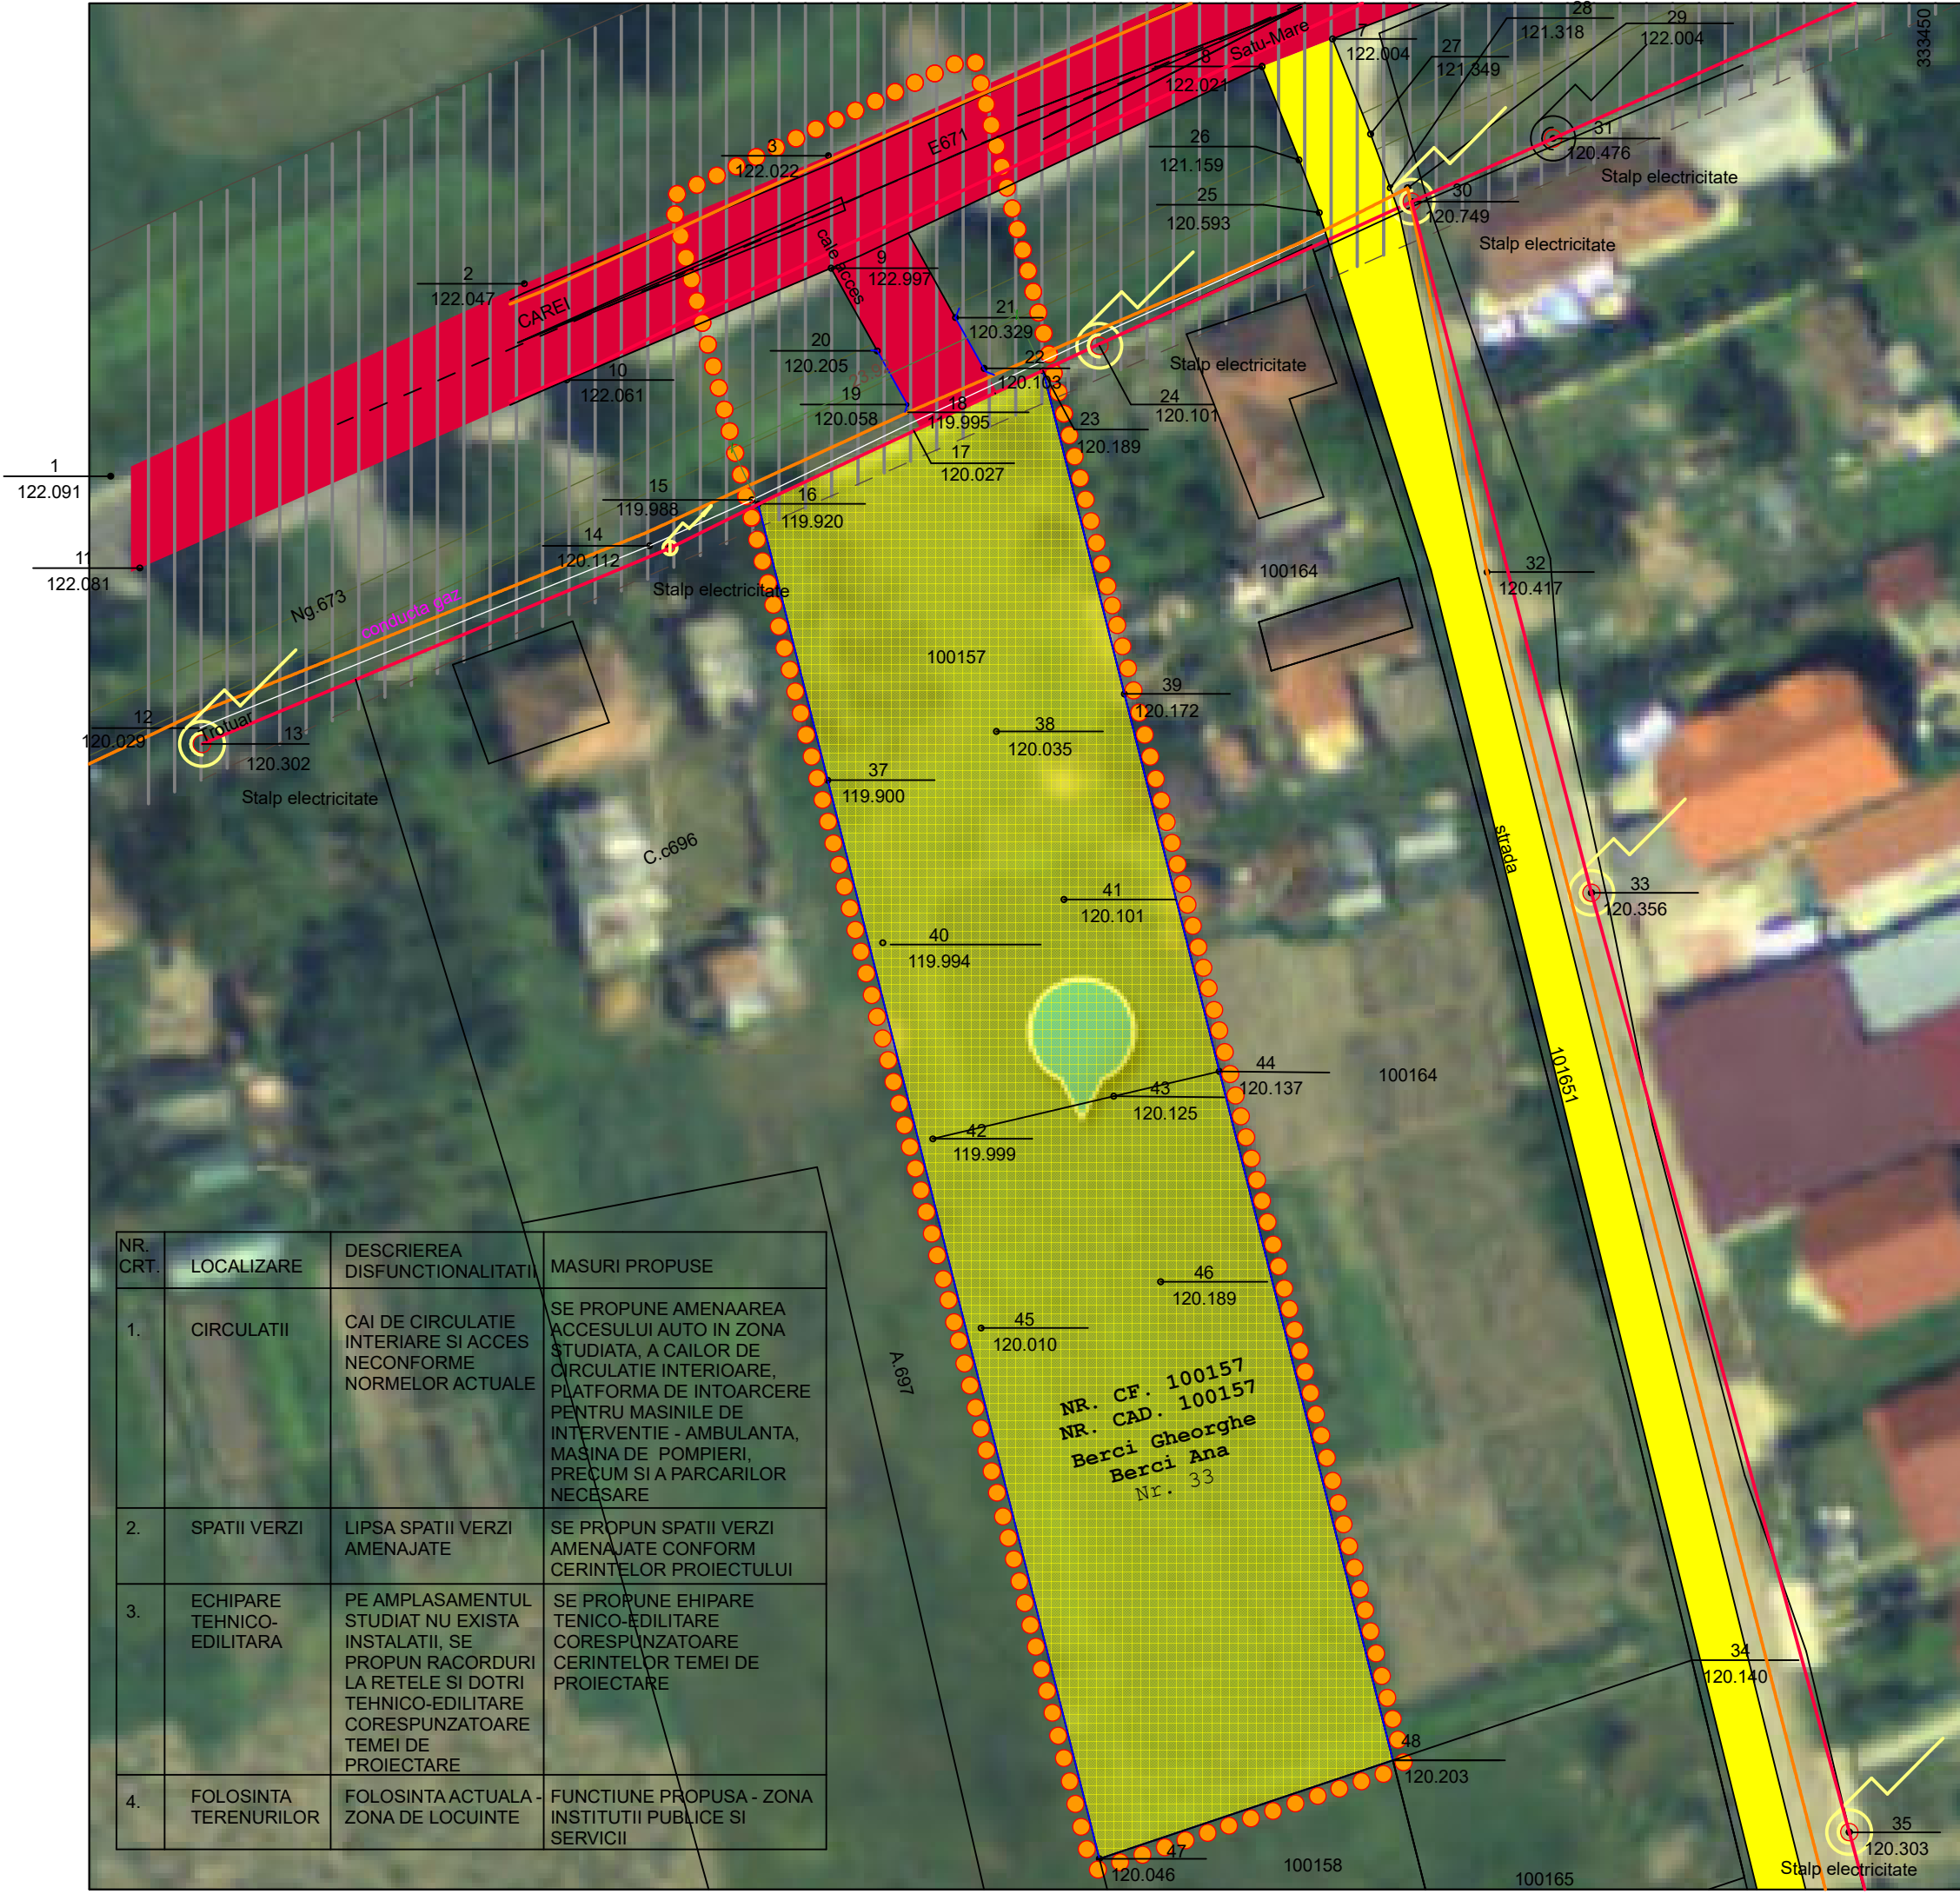 28
121.318
29
122.004
333450
Satu-Mare
7
122.004
27
121.349
8
122.021
31
120.476
Stalp electricitate
3
122.022
E671
26
121.159
25
120.593
30
120.749
Stalp electricitate
2
122.047
CAREI
cale acces
9
122.997
21
120.329
20
120.205
22
120.103
Stalp electricitate
10
122.061
19
120.058
18
119.995
24
120.101
23
120.189
17
120.027
1
122.091
15
119.988
16
119.920
14
120.112
11
122.081
Stalp electricitate
Ng.673
conducta gaz
100164
32
120.417
100157
39
120.172
12
120.029
Trotuar
13
120.302
Stalp electricitate
38
120.035
37
119.900
C.c696
strada
41
120.101
33
120.356
40
119.994
44
120.137
100164
101651
43
120.125
42
119.999
46
120.189
45
120.010
A.697
NR. CF. 100157
NR. CAD. 100157
Berci Gheorghe
Berci Ana
Nr. 33
34
120.140
48
120.203
47
120.046
100158
100165
35
120.303
Stalp electricitate
NR.
CRT.
LOCALIZARE
DESCRIEREA
DISFUNCTIONALITATII
MASURI PROPUSE
1.
CIRCULATII
CAI DE CIRCULATIE
INTERIARE SI ACCES
NECONFORME
NORMELOR ACTUALE
SE PROPUNE AMENAAREA
ACCESULUI AUTO IN ZONA
STUDIATA, A CAILOR DE
CIRCULATIE INTERIOARE,
PLATFORMA DE INTOARCERE
PENTRU MASINILE DE
INTERVENTIE - AMBULANTA,
MASINA DE POMPIERI,
PRECUM SI A PARCARILOR
NECESARE
2.
SPATII VERZI
LIPSA SPATII VERZI
AMENAJATE
SE PROPUN SPATII VERZI
AMENAJATE CONFORM
CERINTELOR PROIECTULUI
3.
ECHIPARE
TEHNICO-
EDILITARA
PE AMPLASAMENTUL
STUDIAT NU EXISTA
INSTALATII, SE
PROPUN RACORDURI
LA RETELE SI DOTRI
TEHNICO-EDILITARE
CORESPUNZATOARE
TEMEI DE
PROIECTARE
SE PROPUNE EHIPARE
TENICO-EDILITARE
CORESPUNZATOARE
CERINTELOR TEMEI DE
PROIECTARE
4.
FOLOSINTA
TERENURILOR
FOLOSINTA ACTUALA -
ZONA DE LOCUINTE
FUNCTIUNE PROPUSA - ZONA
INSTITUTII PUBLICE SI
SERVICII